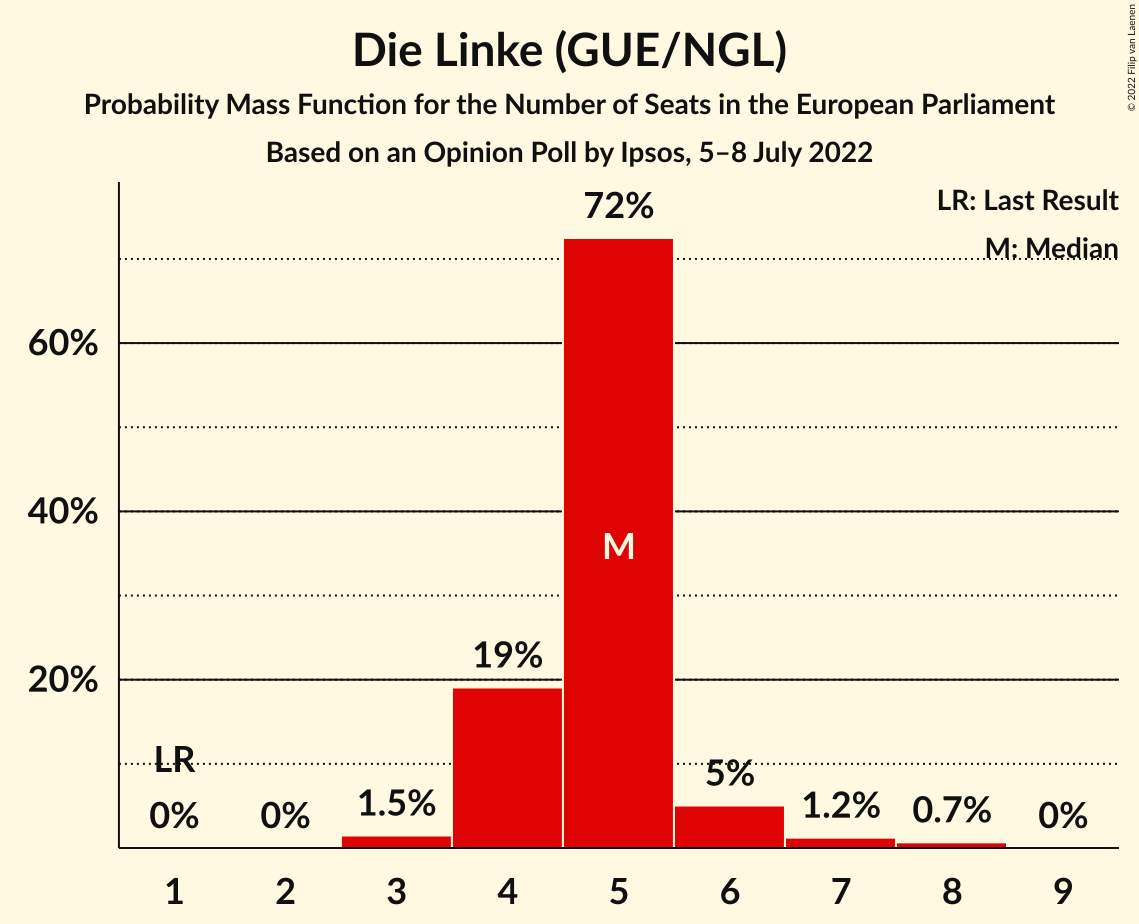 Die Linke (GUE/NGL)
Probability Mass Function for the Number of Seats in the European Parliament
Based on an Opinion Poll by Ipsos, 5–8 July 2022
© 2022 Filip van Laenen
LR: Last Result
M: Median
72%
60%
40%
M
19%
20%
LR
0%
0%
1.5%
5%
1.2%
0.7%
0%
1 2 3 4 5 6 7 8 9